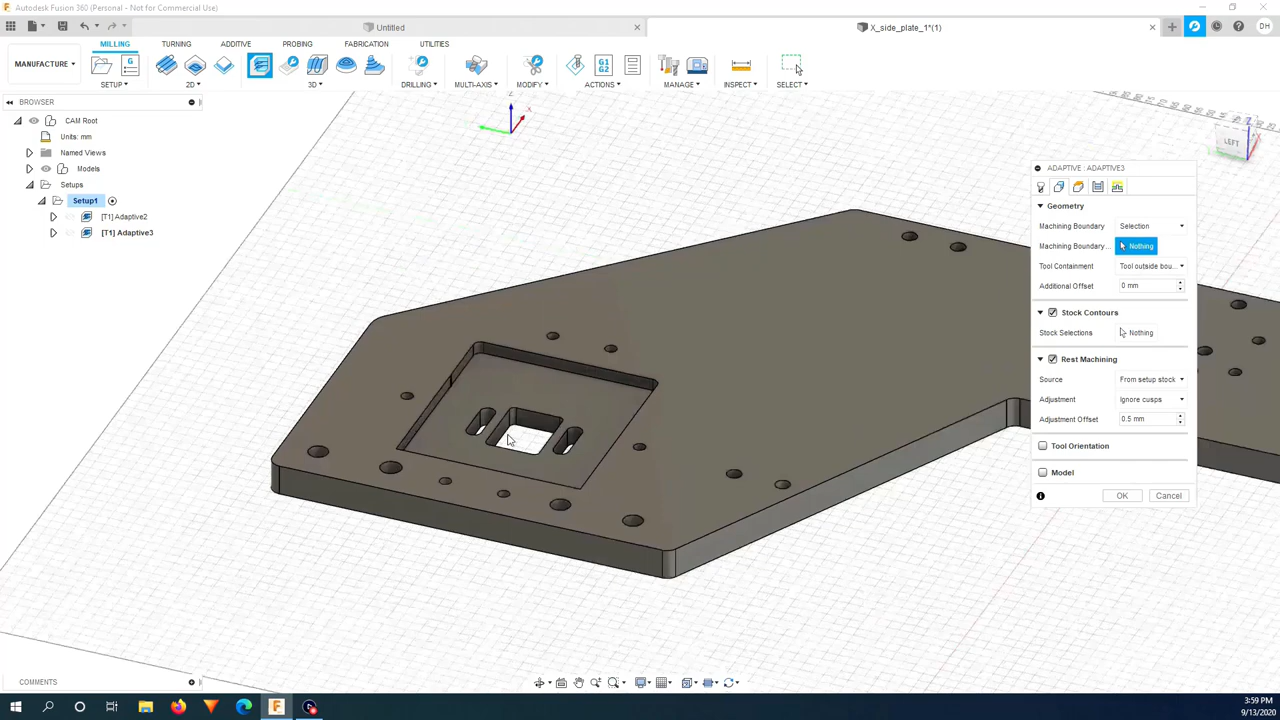 Autodesk Fusion 360 (Personal - Not for Commercial Use)
Untitled
X_side_plate_1*(1)
DH
MILLING TURNING ADDITIVE PROBING FABRICATION UTILITIES
MANUFACTURE
G
G1
G2
SETUP 2D 3D DRILLING MULTI-AXIS MODIFY ACTIONS MANAGE INSPECT SELECT
BROWSER
CAM Root
Units: mm
Named Views
Models
Setups
Setup1
[T1] Adaptive2
[T1] Adaptive3
Z
X
Z
LEFT
ADAPTIVE : ADAPTIVE3
Geometry
Machining Boundary Selection
Machining Boundary... Nothing
Tool Containment Tool outside bou...
Additional Offset 0 mm
Stock Contours
Stock Selections Nothing
Rest Machining
Source From setup stock
Adjustment Ignore cusps
Adjustment Offset 0.5 mm
Tool Orientation
Model
OK Cancel
COMMENTS
3:59 PM
9/13/2020